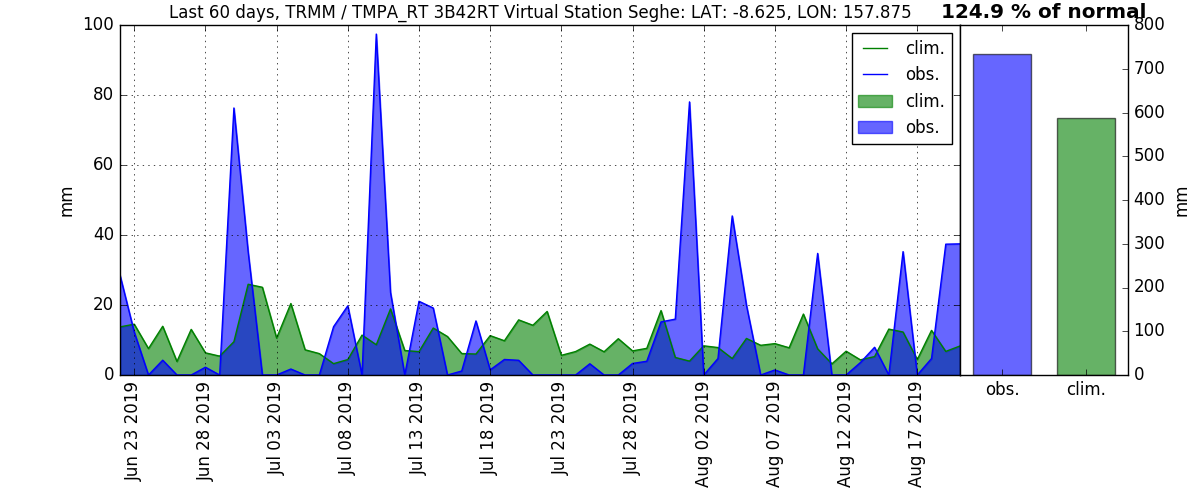 Last 60 days, TRMM / TMPA_RT 3B42RT Virtual Station Seghe: LAT: -8.625, LON: 157.875
124.9 % of normal
100
80
60
40
20
0
mm
clim.
obs.
clim.
obs.
Jun 23 2019
Jun 28 2019
Jul 03 2019
Jul 08 2019
Jul 13 2019
Jul 18 2019
Jul 23 2019
Jul 28 2019
Aug 02 2019
Aug 07 2019
Aug 12 2019
Aug 17 2019
800
700
600
500
400
300
200
100
0
mm
obs.
clim.